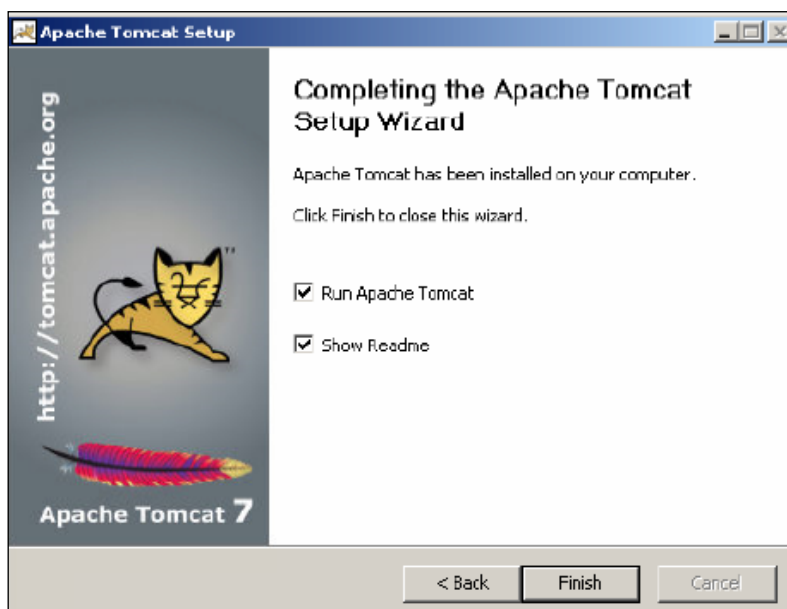 Apache Tomcat Setup
http://tomcat.apache.org
TM
Apache Tomcat 7
Completing the Apache Tomcat
Setup Wizard
Apache Tomcat has been installed on your computer.
Click Finish to close this wizard.
Run Apache Tomcat
Show Readme
< Back
Finish
Cancel